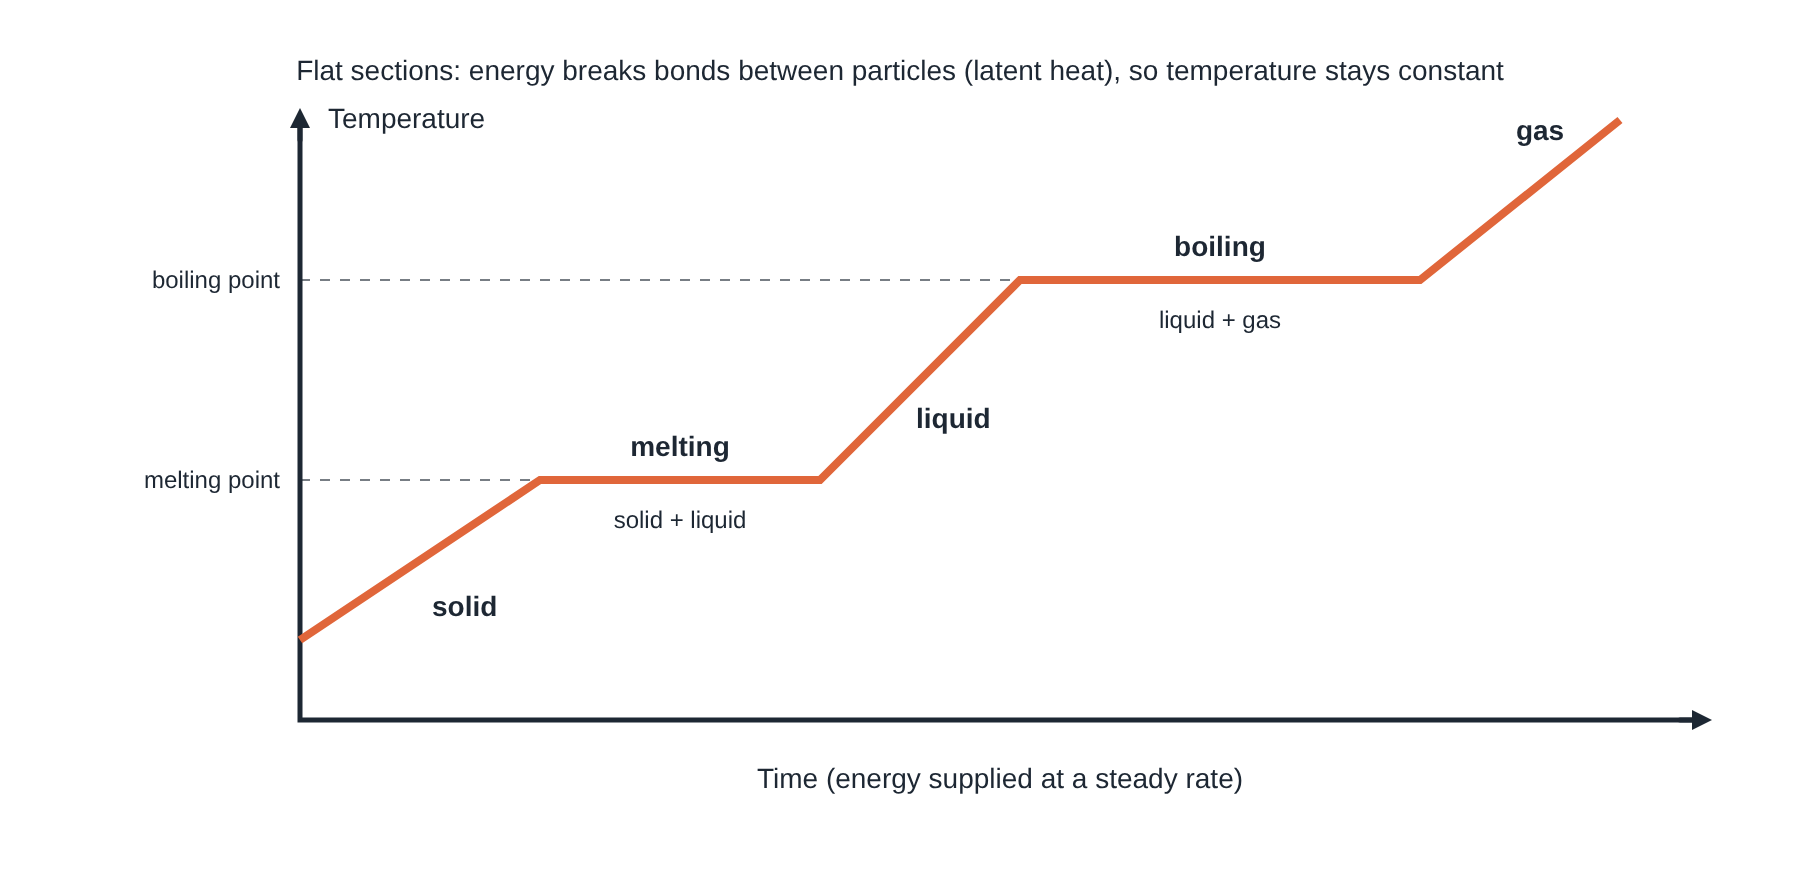 Flat sections: energy breaks bonds between particles (latent heat), so temperature stays constant
Temperature
gas
boiling
boiling point
liquid + gas
liquid
melting
melting point
solid + liquid
solid
Time (energy supplied at a steady rate)